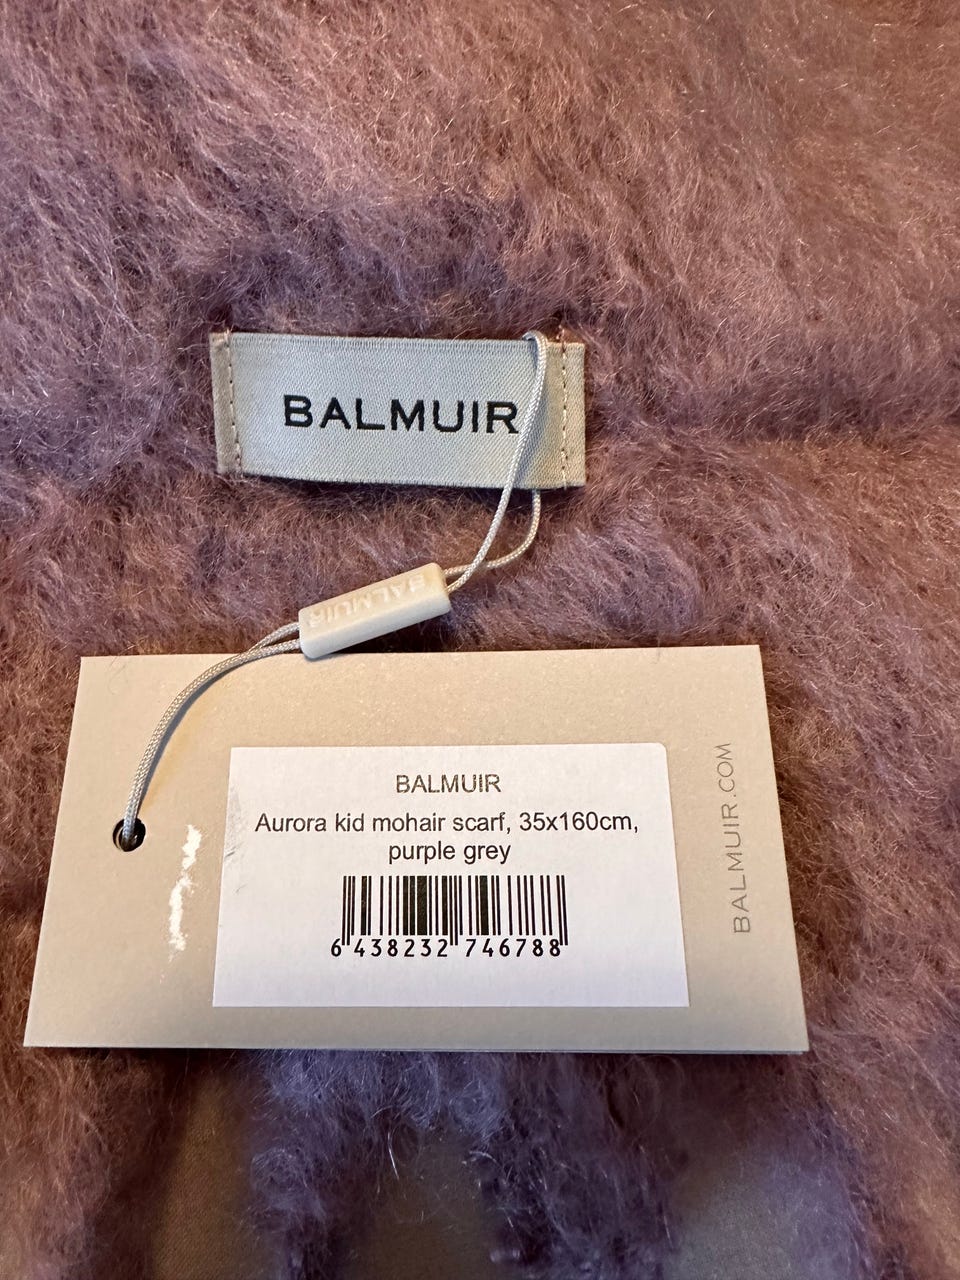 BALMUIR
BALMUIR
BALMUIR
Aurora kid mohair scarf, 35x160cm,
purple grey
6 438232 746788
BALMUIR.COM